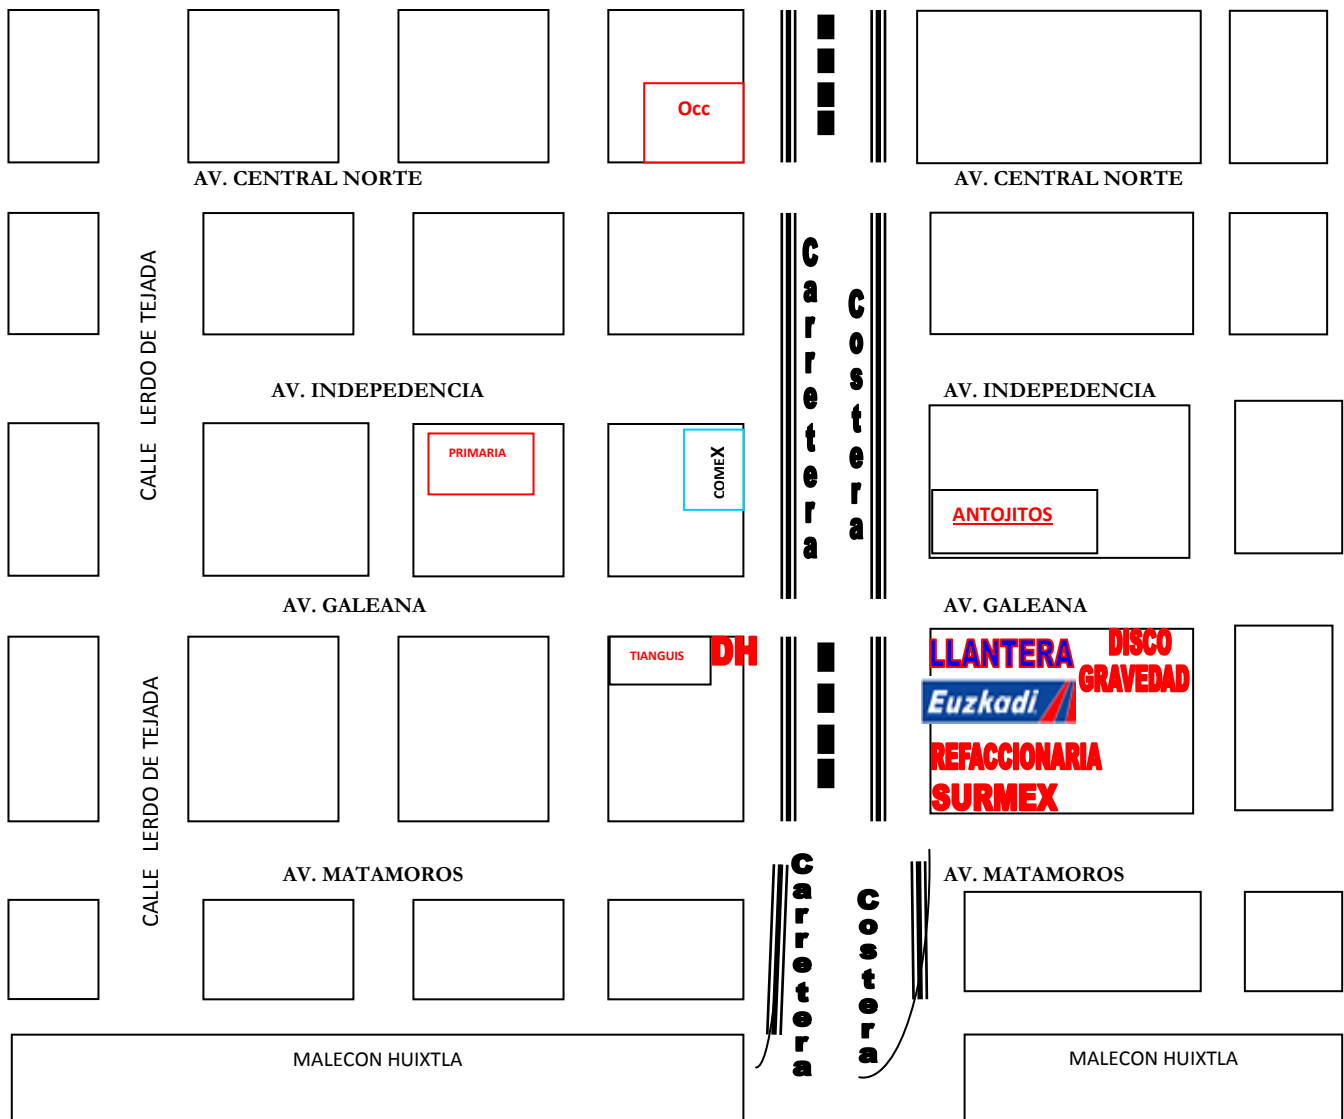 Occ
AV. CENTRAL NORTE
AV. CENTRAL NORTE
CALLE LERDO DE TEJADA
Carretera
Costera
AV. INDEPEDENCIA
AV. INDEPENDENCIA
PRIMARIA
COMEX
ANTOJITOS
AV. GALEANA
AV. GALEANA
TIANGUIS
DH
LLANTERA
DISCO
GRAVEDAD
Euzkadi
REFACCIONARIA
SURMEX
CALLE LERDO DE TEJADA
AV. MATAMOROS
AV. MATAMOROS
Carretera
Costera
MALECON HUIXTLA
MALECON HUIXTLA